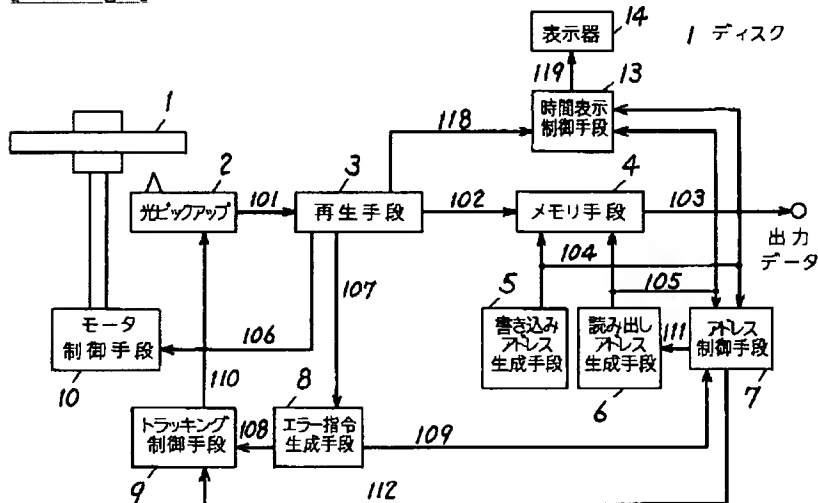 表示器
14
1 ディスク
119
13
時間表示
制御手段
1
118
2
3
4
光ピックアップ
101
再生手段
102
メモリ手段
103
出力
データ
104
105
107
5
書き込み
アドレス
生成手段
読み出し
アドレス
生成手段
111
アドレス
制御手段
モータ
制御手段
106
10
110
8
6
7
トラッキング
制御手段
108
エラー指令
生成手段
109
9
112